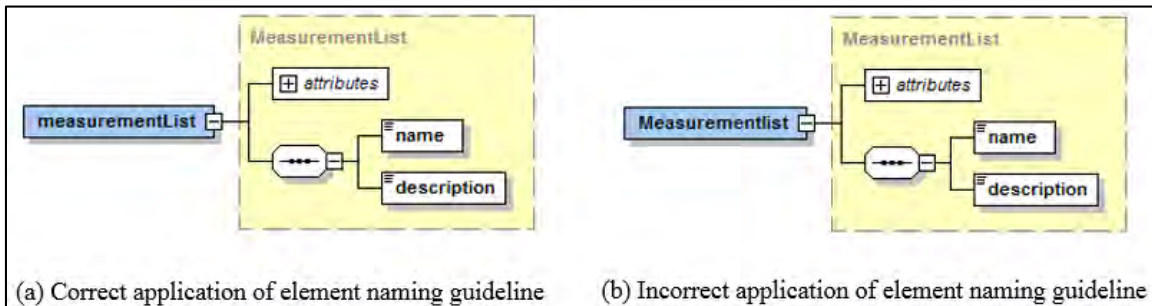 MeasurementList
attributes
measurementList
name
description
(a) Correct application of element naming guideline
MeasurementList
attributes
Measurementlist
name
description
(b) Incorrect application of element naming guideline